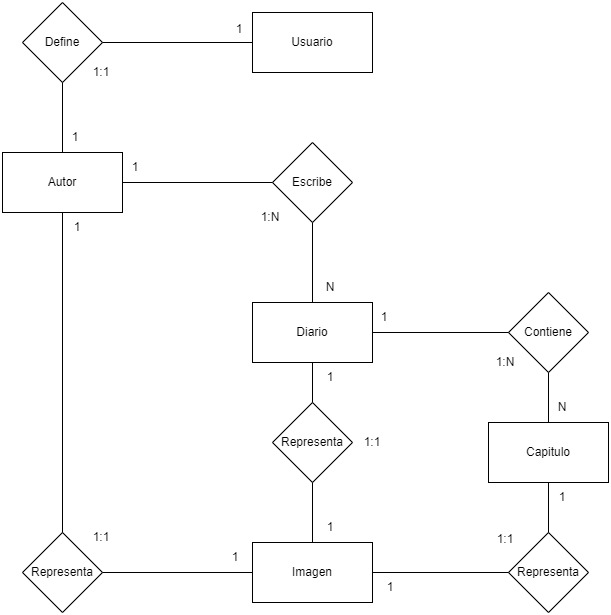 Define
1
Usuario
1:1
1
Autor
1
Escribe
1
1:N
N
Diario
1
Contiene
1
1:N
N
Representa
1:1
Capitulo
1
1
1:1
1:1
Representa
1
Imagen
1
Representa